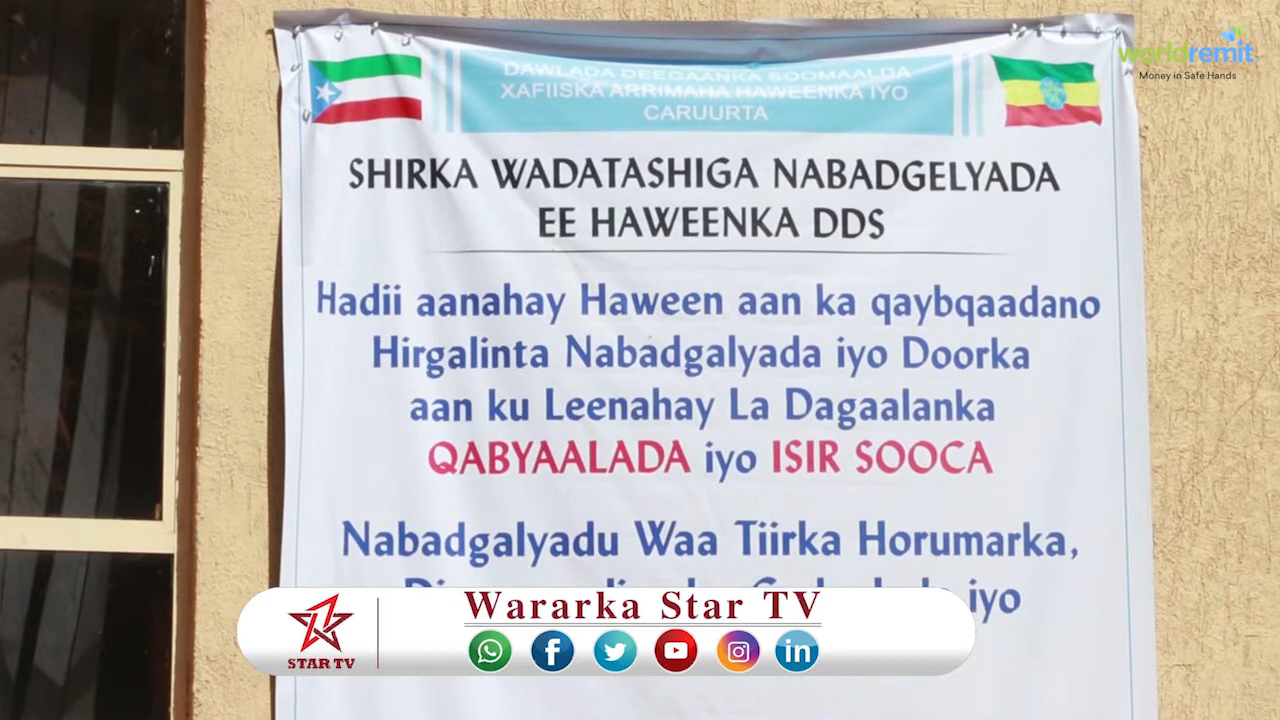 worldremit
Money in Safe Hands
DAWLADA DEEGAANKA SOOMAALDA
XAFIISKA ARRIMAHA HAWEENKA IYO
CARUURTA
SHIRKA WADATASHIGA NABADGELYADA
EE HAWEENKA DDS
Hadii aanahay Haween aan ka qaybqaadano
Hirgalinta Nabadgalyada iyo Doorka
aan ku Leenahay La Dagaalanka
QABYAALADA iyo ISIR SOOCA
Nabadgalyadu Waa Tiirka Horumarka,
iyo
Wararka Star TV
STAR TV